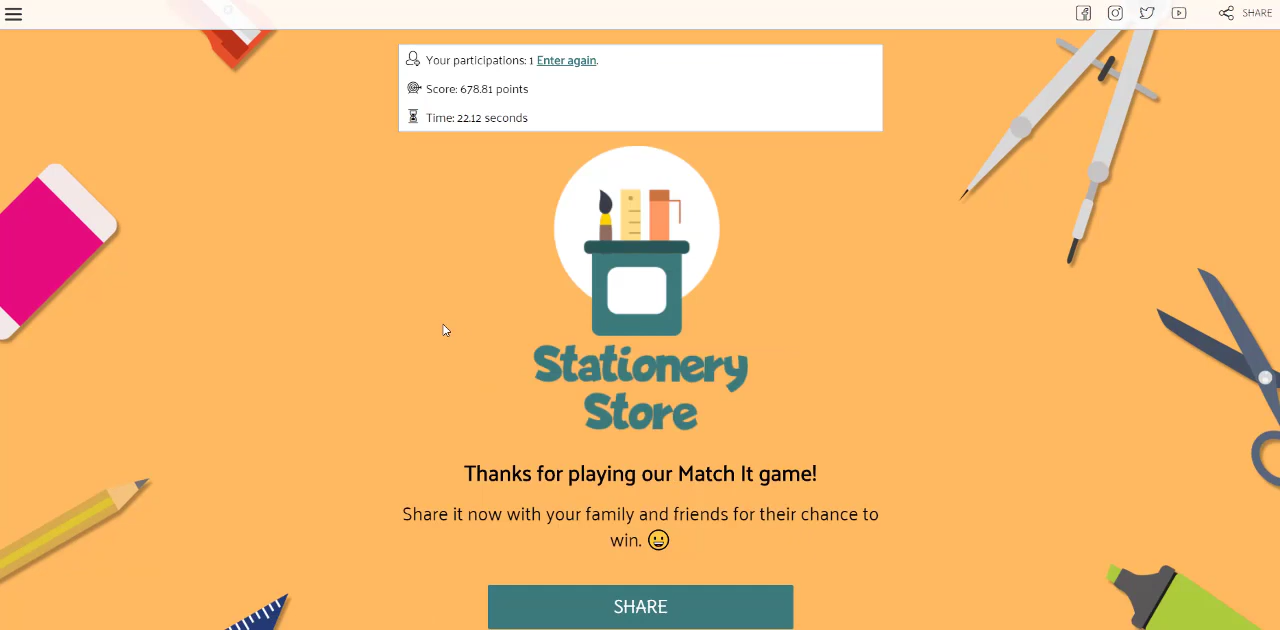 SHARE
Your participations: 1 Enter again.
Score: 678.81 points
Time: 22.12 seconds
Stationery
Store
Thanks for playing our Match It game!
Share it now with your family and friends for their chance to
win. 😀
SHARE